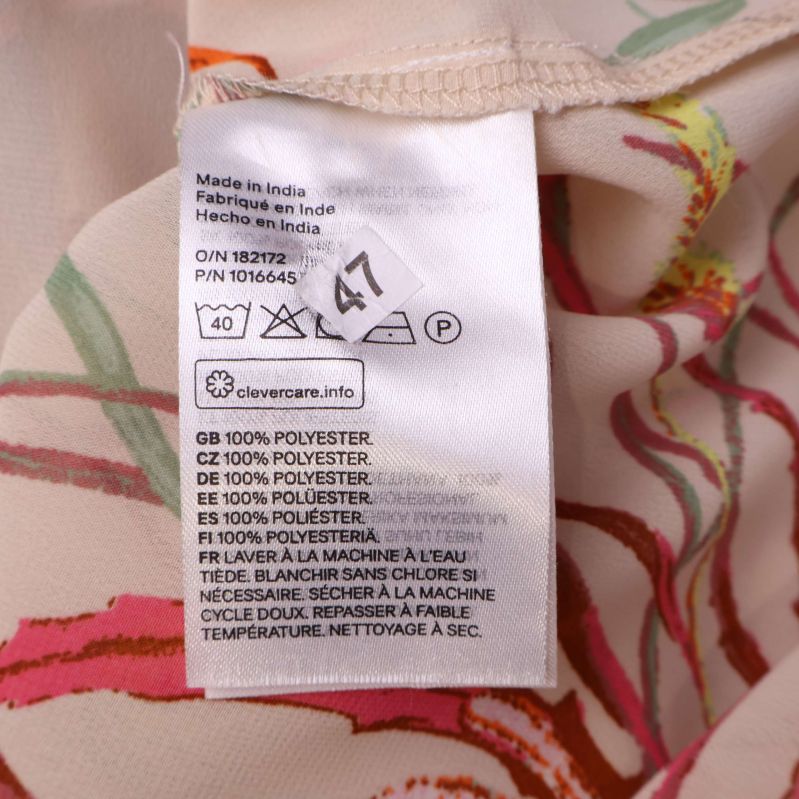 Made in India
Fabriqué en Inde
Hecho en India
O/N 182172
P/N 1016645
47
40
P
clevercare.info
GB 100% POLYESTER.
CZ 100% POLYESTER.
DE 100% POLYESTER.
EE 100% POLÜESTER.
ES 100% POLIÉSTER.
FI 100% POLYESTERIÄ.
FR LAVER À LA MACHINE À L'EAU
TIÈDE. BLANCHIR SANS CHLORE SI
NÉCESSAIRE. SÉCHER À LA MACHINE
CYCLE DOUX. REPASSER À FAIBLE
TEMPÉRATURE. NETTOYAGE À SEC.